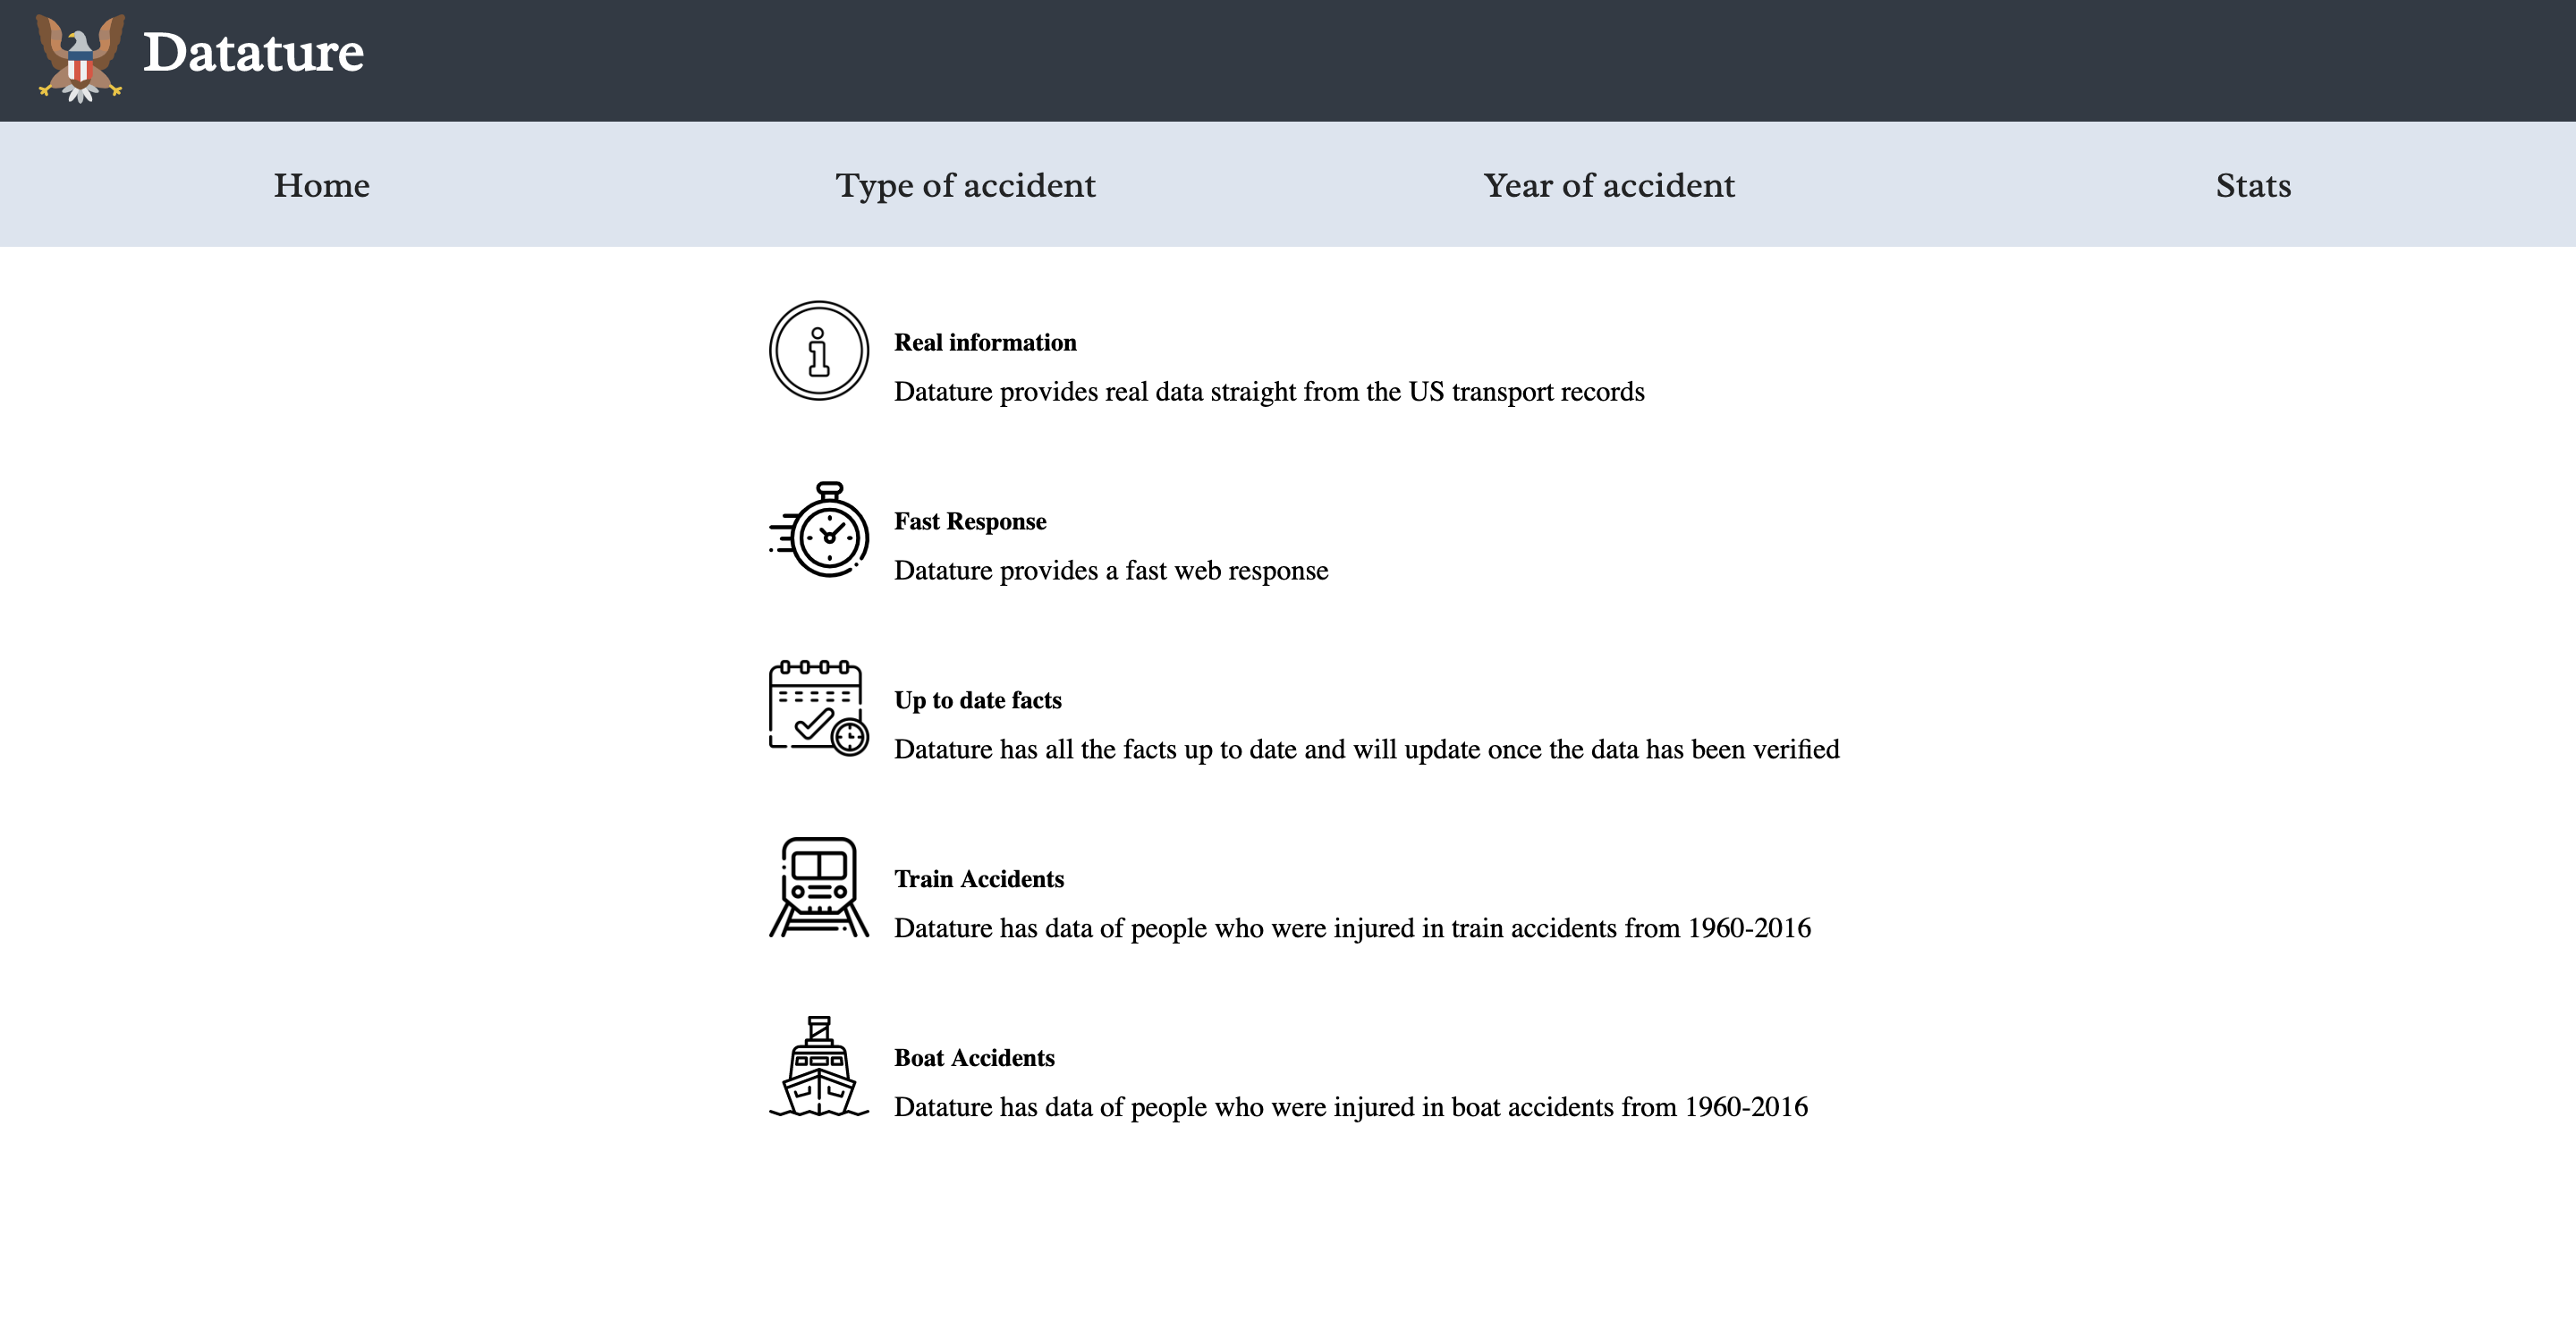 Datature
Home Type of accident Year of accident Stats
Real information
Datature provides real data straight from the US transport records
Fast Response
Datature provides a fast web response
Up to date facts
Datature has all the facts up to date and will update once the data has been verified
Train Accidents
Datature has data of people who were injured in train accidents from 1960-2016
Boat Accidents
Datature has data of people who were injured in boat accidents from 1960-2016